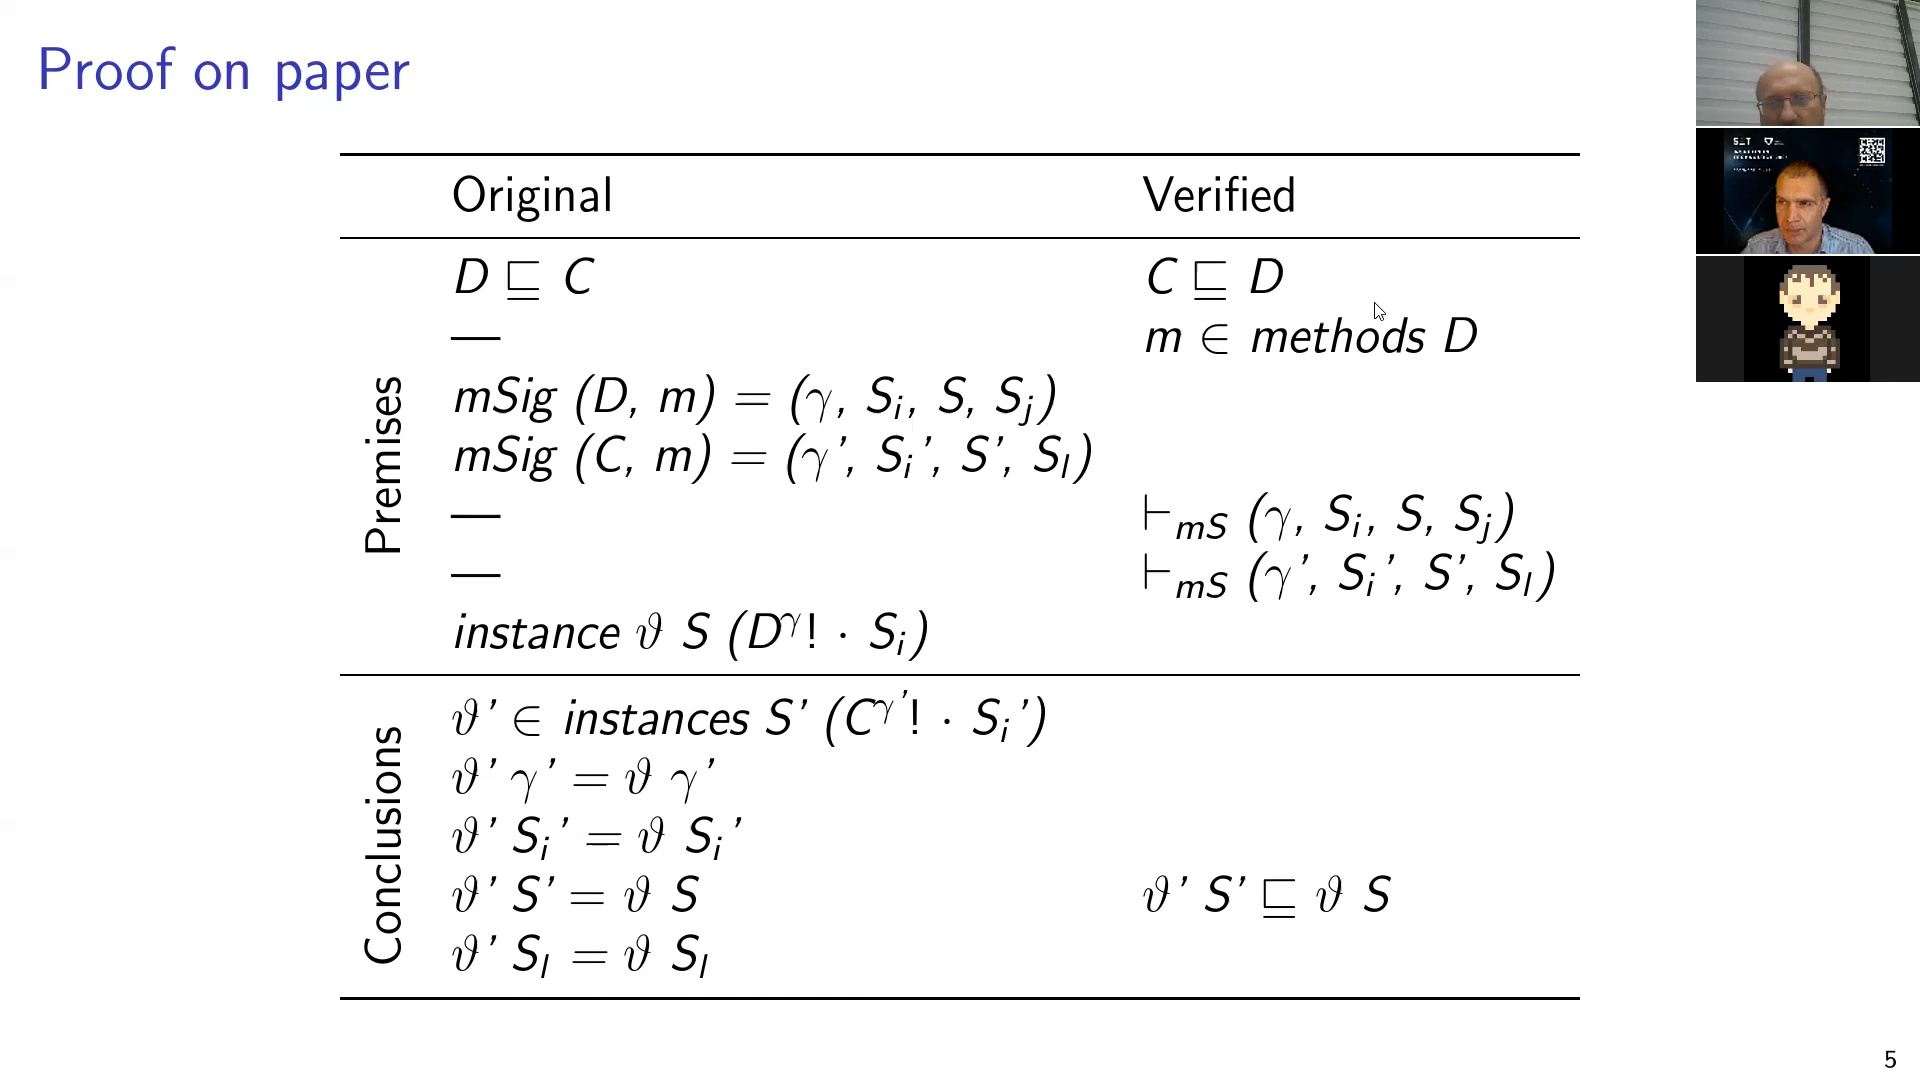 Proof on paper
Original Verified
Premises
D ⊑ C C ⊑ D
— m ∈ methods D
mSig (D, m) = (γ, Sᵢ, S, Sⱼ)
mSig (C, m) = (γ', Sᵢ', S', Sₗ)
— ⊢ₘS (γ, Sᵢ, S, Sⱼ)
— ⊢ₘS (γ', Sᵢ', S', Sₗ)
instance ϑ S (D^γ! · Sᵢ)
Conclusions
ϑ' ∈ instances S' (C^γ'! · Sᵢ')
ϑ' γ' = ϑ γ'
ϑ' Sᵢ' = ϑ Sᵢ'
ϑ' S' = ϑ S ϑ' S' ⊑ ϑ S
ϑ' Sₗ = ϑ Sₗ
5